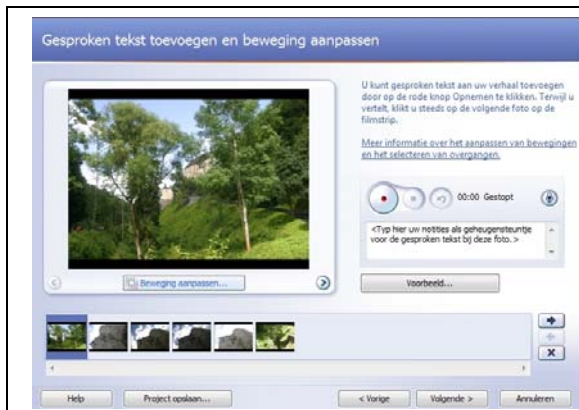 Gesproken tekst toevoegen en beweging aanpassen
U kunt gesproken tekst aan uw verhaal toevoegen
door op de rode knop Opnemen te klikken. Terwijl u
vertelt, klikt u steeds op de volgende foto op de
filmstrip.
Meer informatie over het aanpassen van bewegingen
en het selecteren van overgangen.
00:00 Gestopt
<Typ hier uw notities als geheugensteuntje
voor de gesproken tekst bij deze foto.>
Beweging aanpassen...
Voorbeeld...
Help
Project opslaan...
< Vorige
Volgende >
Annuleren